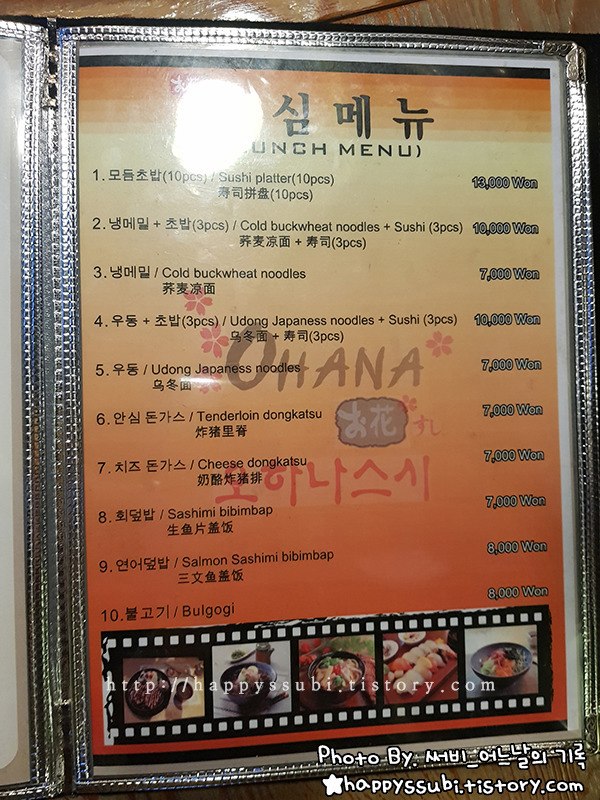 심메뉴
UNCH MENU)
1. 모듬초밥(10pcs) / Sushi platter(10pcs) 13,000 Won
寿司拼盘(10pcs)
2. 냉메밀 + 초밥(3pcs) / Cold buckwheat noodles + Sushi (3pcs) 10,000 Won
荞麦凉面 + 寿司(3pcs)
3. 냉메밀 / Cold buckwheat noodles 7,000 Won
荞麦凉面
4. 우동 + 초밥(3pcs) / Udong Japaness noodles + Sushi (3pcs) 10,000 Won
乌冬面 + 寿司(3pcs)
5. 우동 / Udong Japaness noodles 7,000 Won
乌冬面
OHANA
6. 안심 돈가스 / Tenderloin dongkatsu 7,000 Won
炸猪里脊
お花 すし
7. 치즈 돈가스 / Cheese dongkatsu 7,000 Won
奶酪炸猪排
오하나스시
8. 회덮밥 / Sashimi bibimbap 7,000 Won
生鱼片盖饭
9. 연어덮밥 / Salmon Sashimi bibimbap 8,000 Won
三文鱼盖饭
10. 불고기 / Bulgogi 8,000 Won
http://happyssubi.tistory.com
Photo By. 써비_어느날의 기록
happyssubi.tistory.com